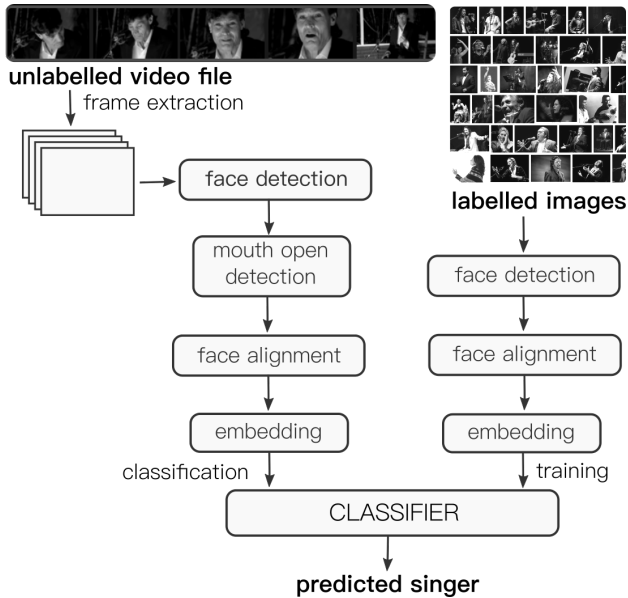 unlabelled video file
frame extraction
face detection
mouth open
detection
face alignment
embedding
classification
labelled images
face detection
face alignment
embedding
training
CLASSIFIER
predicted singer